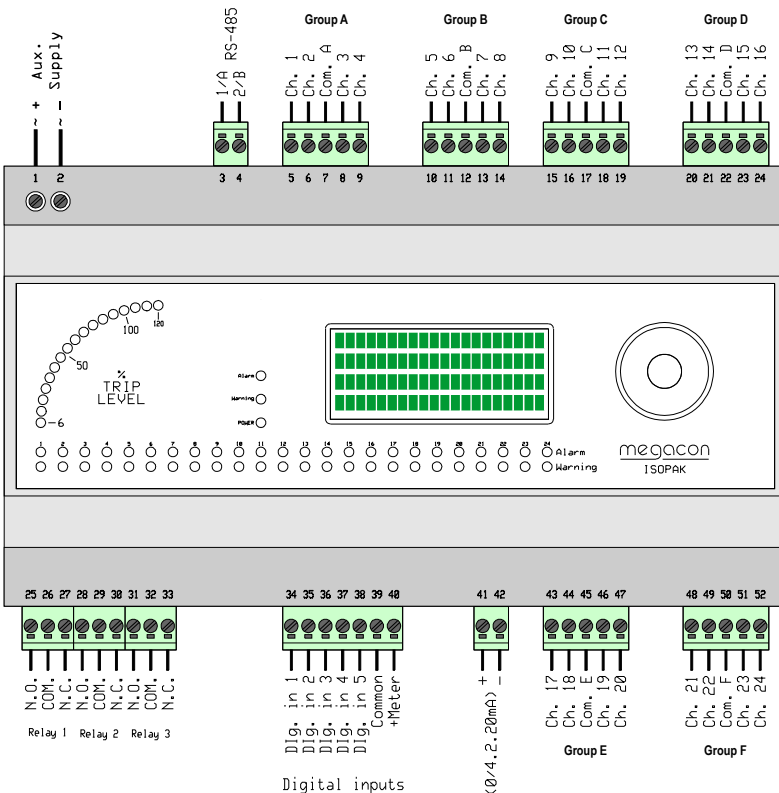 Group A
Group B
Group C
Group D
~ + Aux.
~ - Supply
1/A RS-485
2/B
Ch. 1
Ch. 2
Com. A
Ch. 3
Ch. 4
Ch. 5
Ch. 6
Com. B
Ch. 7
Ch. 8
Ch. 9
Ch. 10
Com. C
Ch. 11
Ch. 12
Ch. 13
Ch. 14
Com. D
Ch. 15
Ch. 16
1 2 3 4 5 6 7 8 9 10 11 12 13 14 15 16 17 18 19 20 21 22 23 24
120
100
50
-6
%
TRIP
LEVEL
Alarm
Warning
POWER
1 2 3 4 5 6 7 8 9 10 11 12 13 14 15 16 17 18 19 20 21 22 23 24
Alarm
Warning
megacon
ISOPAK
25 26 27 28 29 30 31 32 33 34 35 36 37 38 39 40 41 42 43 44 45 46 47 48 49 50 51 52
N.O.
COM.
N.C.
N.O.
COM.
N.C.
N.O.
COM.
N.C.
Relay 1 Relay 2 Relay 3
DIg. in 1
DIg. in 2
DIg. in 3
DIg. in 4
DIg. in 5
Common
+Meter
Digital inputs
+
(0/4.2.20mA) -
Ch. 17
Ch. 18
Com. E
Ch. 19
Ch. 20
Group E
Ch. 21
Ch. 22
Com. F
Ch. 23
Ch. 24
Group F